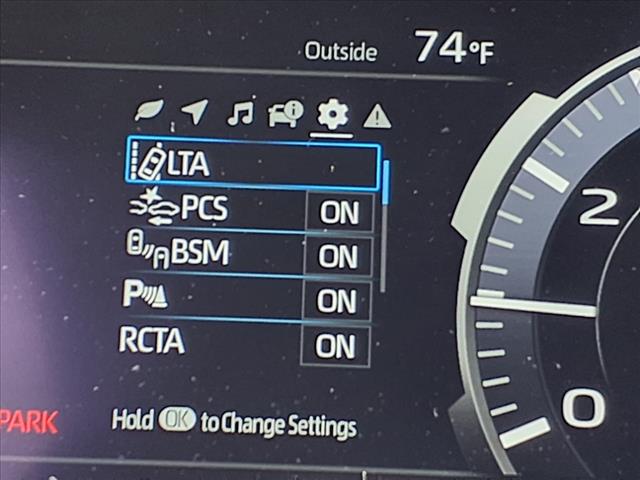 Outside 74°F
LTA
PCS ON
BSM ON
P ON
RCTA ON
Hold OK to Change Settings
PARK
2
0